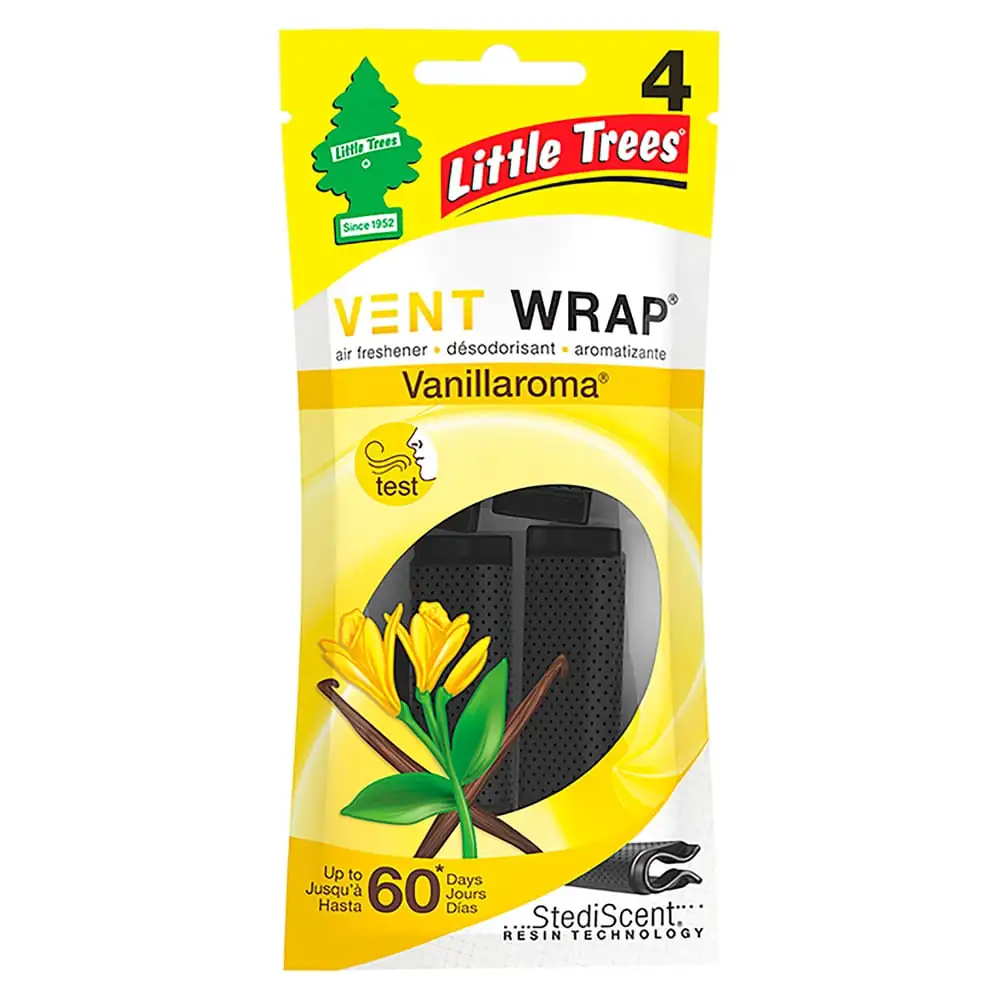 4
Little Trees
Since 1952
Little Trees®
VENT WRAP®
air freshener • désodorisant • aromatizante
Vanillaroma®
test
Up to
Jusqu'à
Hasta
60*
Days
Jours
Días
StediScent®
RESIN TECHNOLOGY